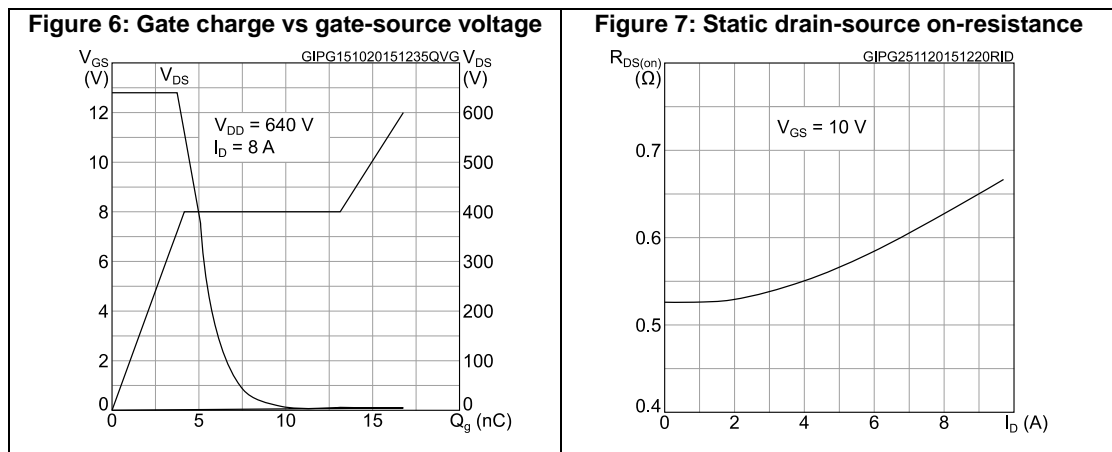 Figure 6: Gate charge vs gate-source voltage
GIPG151020151235QVG
VGS
(V)
VDS
(V)
VDS
VDD = 640 V
ID = 8 A
12
10
8
6
4
2
0
600
500
400
300
200
100
0
0
5
10
15
Qg (nC)
Figure 7: Static drain-source on-resistance
RDS(on)
(Ω)
GIPG251120151220RID
VGS = 10 V
0.7
0.6
0.5
0.4
0
2
4
6
8
ID (A)